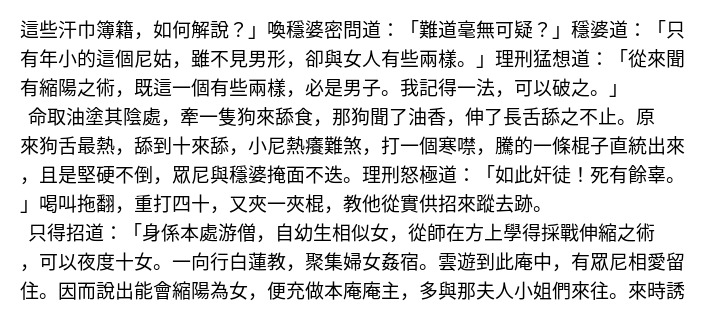 這些汗巾簿籍，如何解說？」喚穩婆密問道：「難道毫無可疑？」穩婆道：「只
有年小的這個尼姑，雖不見男形，卻與女人有些兩樣。」理刑猛想道：「從來聞
有縮陽之術，既這一個有些兩樣，必是男子。我記得一法，可以破之。」
命取油塗其陰處，牽一隻狗來舔食，那狗聞了油香，伸了長舌舔之不止。原
來狗舌最熱，舔到十來舔，小尼熱癢難煞，打一個寒噤，騰的一條棍子直統出來
，且是堅硬不倒，眾尼與穩婆掩面不迭。理刑怒極道：「如此奸徒！死有餘辜。
」喝叫拖翻，重打四十，又夾一夾棍，教他從實供招來蹤去跡。
只得招道：「身係本處游僧，自幼生相似女，從師在方上學得採戰伸縮之術
，可以夜度十女。一向行白蓮教，聚集婦女姦宿。雲遊到此庵中，有眾尼相愛留
住。因而說出能會縮陽為女，便充做本庵庵主，多與那夫人小姐們來往。來時誘